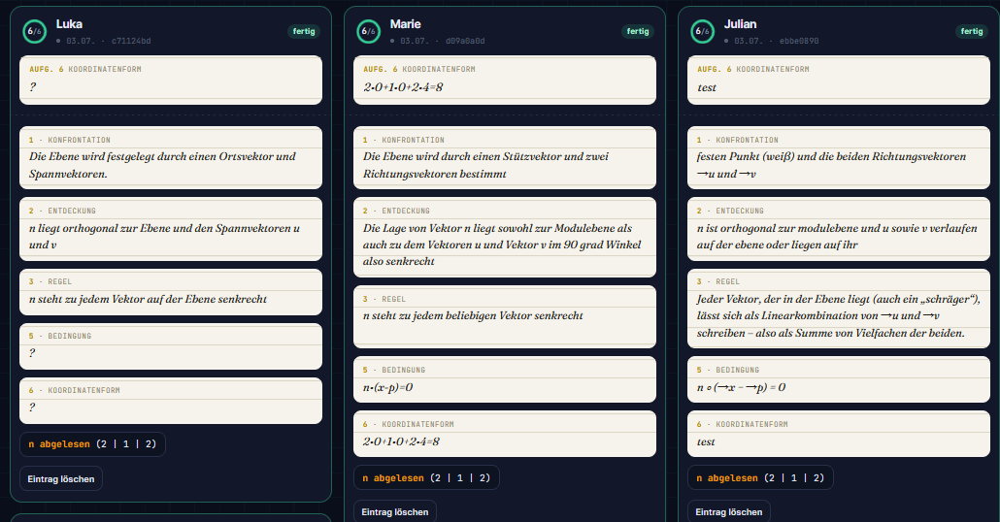 6/6
Luka
03.07. · c71124bd
fertig
AUFG. 6 KOORDINATENFORM
?
1 · KONFRONTATION
Die Ebene wird festgelegt durch einen Ortsvektor und
Spannvektoren.
2 · ENTDECKUNG
n liegt orthogonal zur Ebene und den Spannvektoren u
und v
3 · REGEL
n steht zu jedem Vektor auf der Ebene senkrecht
5 · BEDINGUNG
?
6 · KOORDINATENFORM
?
n abgelesen (2 | 1 | 2)
Eintrag löschen
6/6
Marie
03.07. · d09a0a0d
fertig
AUFG. 6 KOORDINATENFORM
2·0+1·0+2·4=8
1 · KONFRONTATION
Die Ebene wird durch einen Stützvektor und zwei
Richtungsvektoren bestimmt
2 · ENTDECKUNG
Die Lage von Vektor n liegt sowohl zur Modulebene als
auch zu dem Vektoren u und Vektor v im 90 grad Winkel
also senkrecht
3 · REGEL
n steht zu jedem beliebigen Vektor senkrecht
5 · BEDINGUNG
n·(x-p)=0
6 · KOORDINATENFORM
2·0+1·0+2·4=8
n abgelesen (2 | 1 | 2)
Eintrag löschen
6/6
Julian
03.07. · ebbe0890
fertig
AUFG. 6 KOORDINATENFORM
test
1 · KONFRONTATION
festen Punkt (weiß) und die beiden Richtungsvektoren
→u und →v
2 · ENTDECKUNG
n ist orthogonal zur modulebene und u sowie v verlaufen
auf der ebene oder liegen auf ihr
3 · REGEL
Jeder Vektor, der in der Ebene liegt (auch ein „schräger“),
lässt sich als Linearkombination von →u und →v
schreiben – also als Summe von Vielfachen der beiden.
5 · BEDINGUNG
n ∘ (→x – →p) = 0
6 · KOORDINATENFORM
test
n abgelesen (2 | 1 | 2)
Eintrag löschen